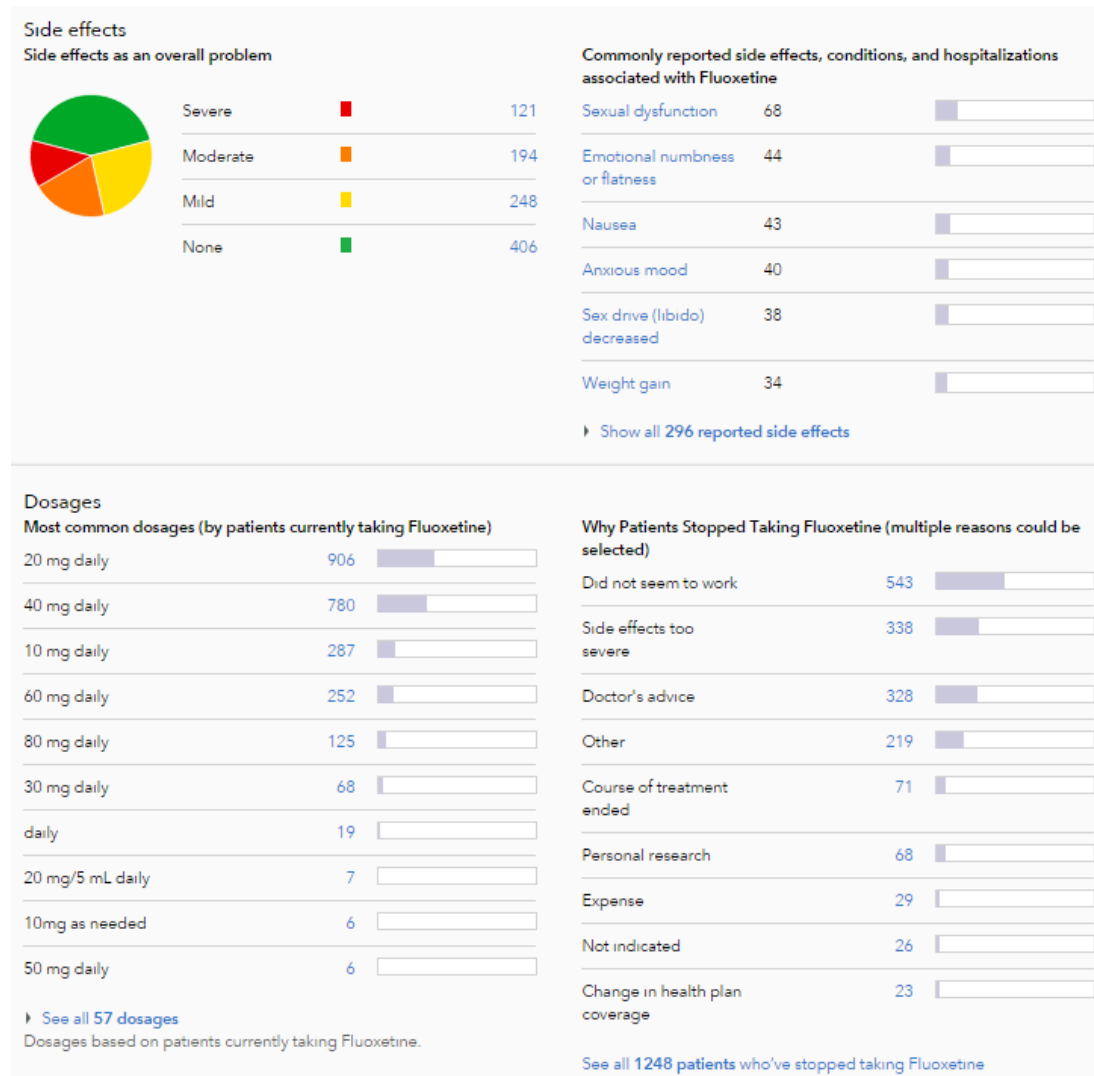 Side effects
Side effects as an overall problem
Severe 121
Moderate 194
Mild 248
None 406
Commonly reported side effects, conditions, and hospitalizations
associated with Fluoxetine
Sexual dysfunction 68
Emotional numbness 44
or flatness
Nausea 43
Anxious mood 40
Sex drive (libido) 38
decreased
Weight gain 34
Show all 296 reported side effects
Dosages
Most common dosages (by patients currently taking Fluoxetine)
20 mg daily 906
40 mg daily 780
10 mg daily 287
60 mg daily 252
80 mg daily 125
30 mg daily 68
daily 19
20 mg/5 mL daily 7
10mg as needed 6
50 mg daily 6
See all 57 dosages
Dosages based on patients currently taking Fluoxetine.
Why Patients Stopped Taking Fluoxetine (multiple reasons could be
selected)
Did not seem to work 543
Side effects too 338
severe
Doctor's advice 328
Other 219
Course of treatment 71
ended
Personal research 68
Expense 29
Not indicated 26
Change in health plan 23
coverage
See all 1248 patients who've stopped taking Fluoxetine